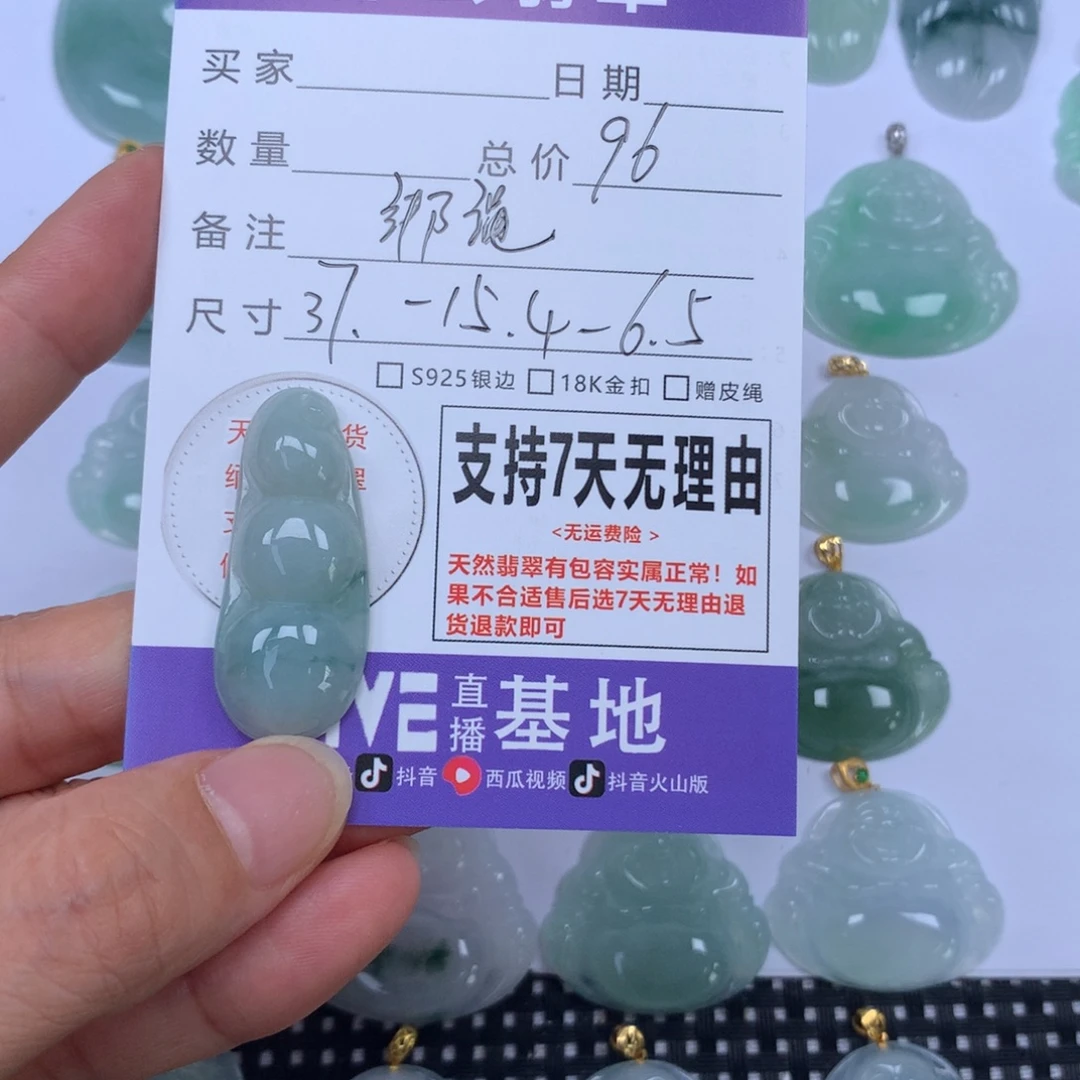 买家 日期
数量 总价 96
备注
尺寸 37.-15.4-6.5
S925银边 18K金扣 赠皮绳
天 货
支持7天无理由
<无运费险>
天然翡翠有包容实属正常！如
果不合适售后选7天无理由退
货退款即可
VE 直播 基地
抖音 西瓜视频 抖音火山版